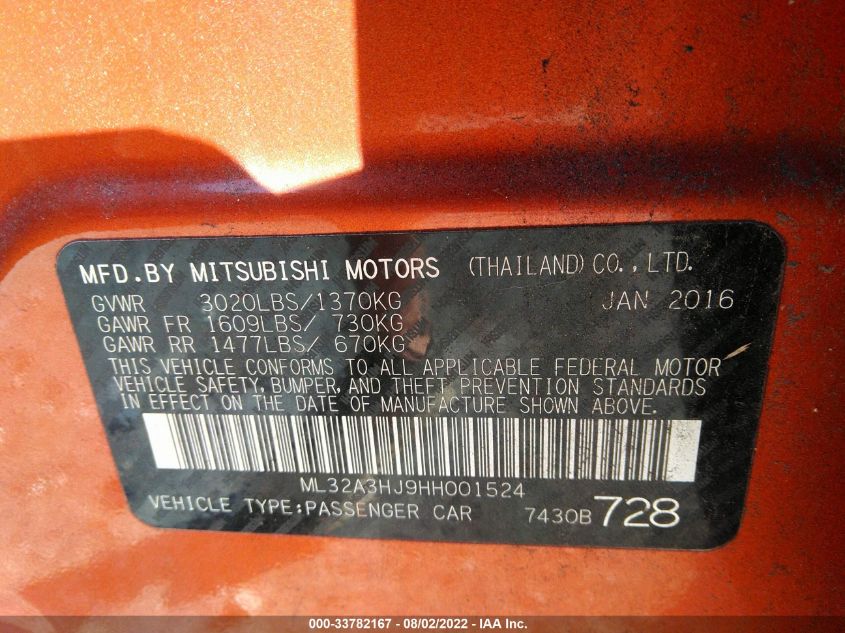 MFD.BY MITSUBISHI MOTORS (THAILAND) CO., LTD.
GVWR 3020LBS/1370KG JAN 2016
GAWR FR 1609LBS/ 730KG
GAWR RR 1477LBS/ 670KG
THIS VEHICLE CONFORMS TO ALL APPLICABLE FEDERAL MOTOR
VEHICLE SAFETY, BUMPER, AND THEFT PREVENTION STANDARDS
IN EFFECT ON THE DATE OF MANUFACTURE SHOWN ABOVE.
ML32A3HJ9HH001524
VEHICLE TYPE:PASSENGER CAR 7430B 728
000-33782167 - 08/02/2022 - IAA Inc.